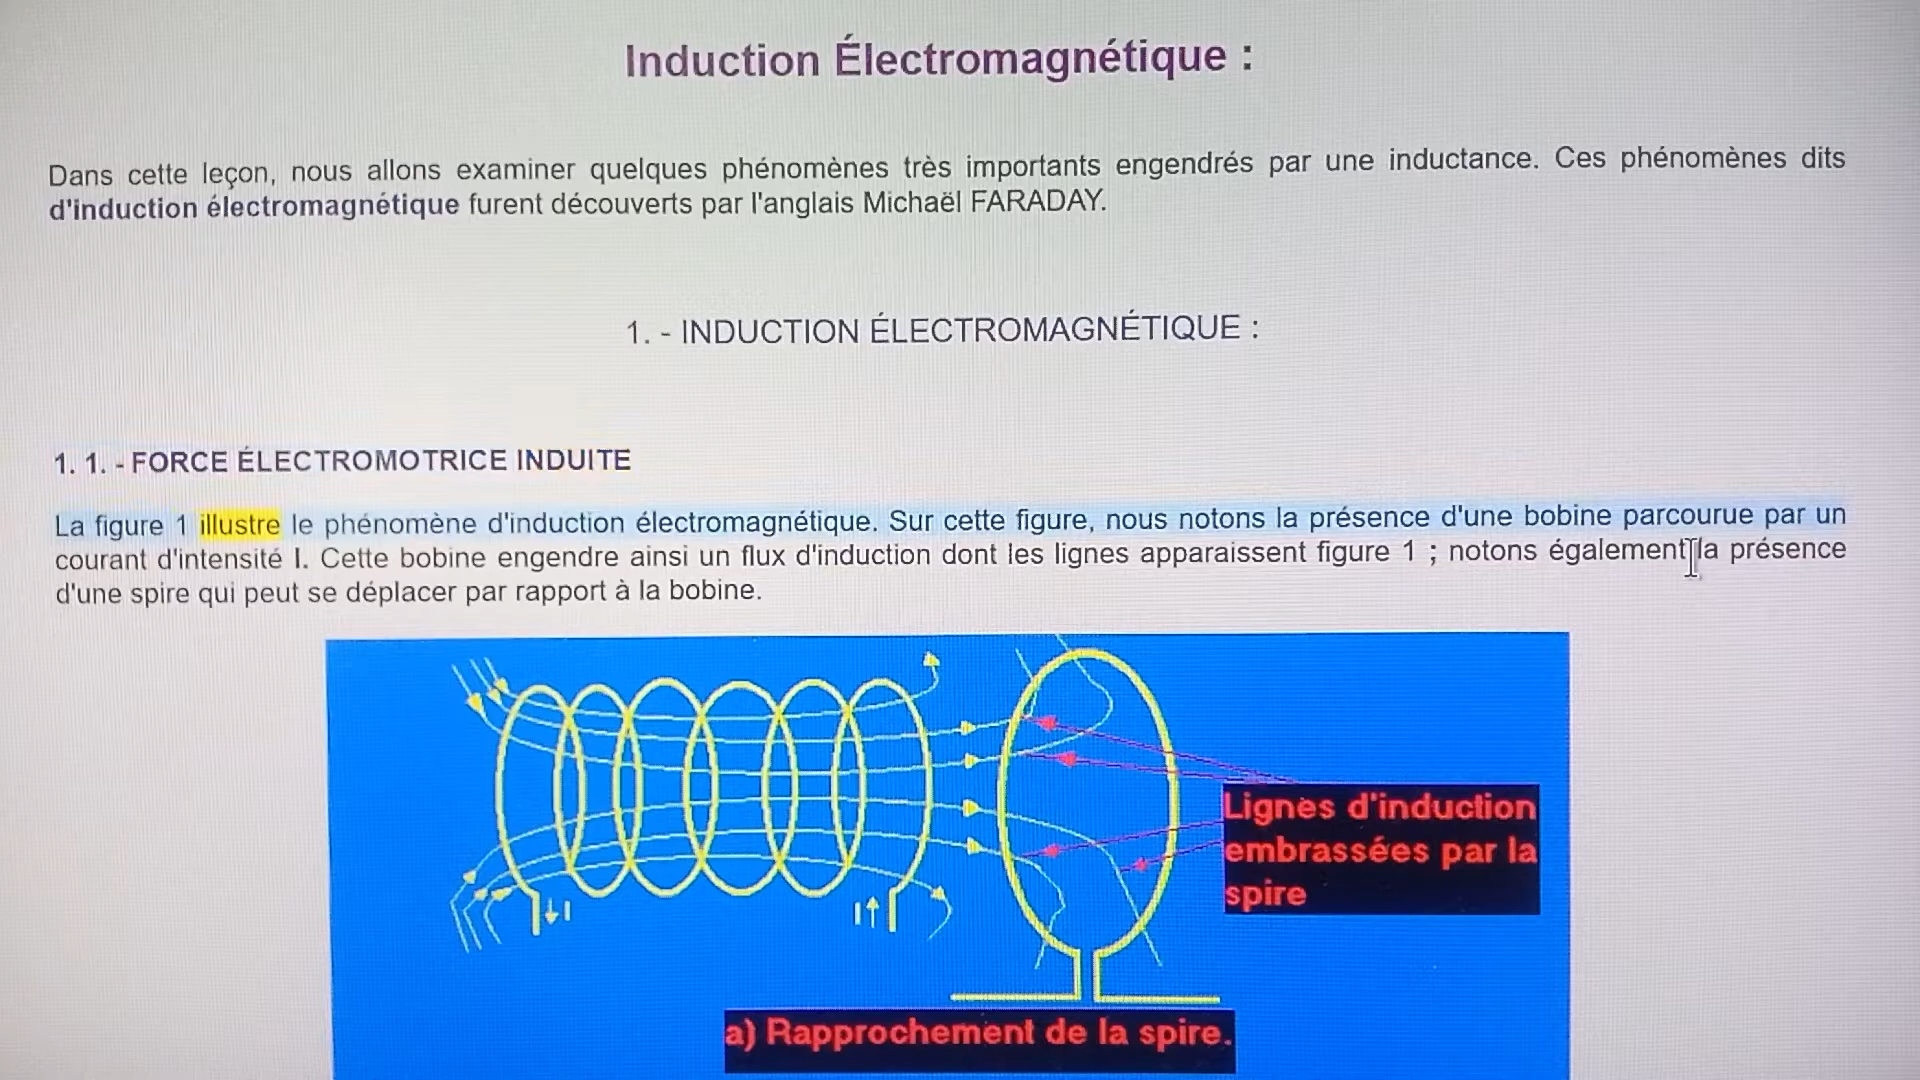 Induction Électromagnétique :
Dans cette leçon, nous allons examiner quelques phénomènes très importants engendrés par une inductance. Ces phénomènes dits
d'induction électromagnétique furent découverts par l'anglais Michaël FARADAY.
1. - INDUCTION ÉLECTROMAGNÉTIQUE :
1. 1. - FORCE ÉLECTROMOTRICE INDUITE
La figure 1 illustre le phénomène d'induction électromagnétique. Sur cette figure, nous notons la présence d'une bobine parcourue par un
courant d'intensité I. Cette bobine engendre ainsi un flux d'induction dont les lignes apparaissent figure 1 ; notons également la présence
d'une spire qui peut se déplacer par rapport à la bobine.
Lignes d'induction
embrassées par la
spire
I
I
a) Rapprochement de la spire.